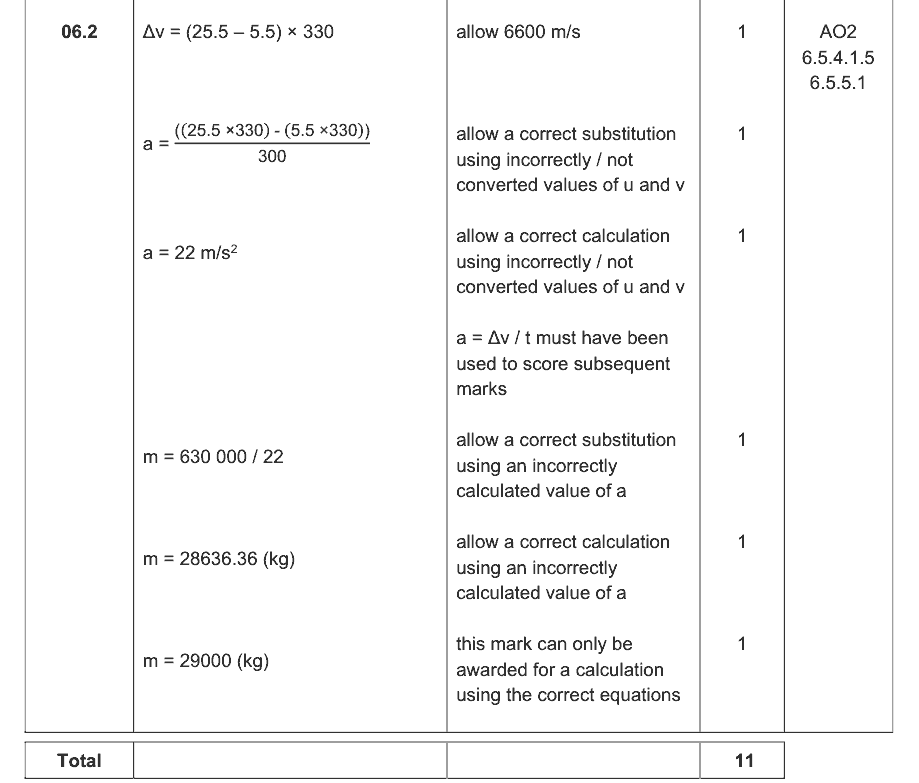 06.2 Δv = (25.5 – 5.5) × 330 allow 6600 m/s 1 AO2
6.5.4.1.5
6.5.5.1
a = ((25.5 ×330) - (5.5 ×330)) / 300 allow a correct substitution 1
using incorrectly / not
converted values of u and v
a = 22 m/s² allow a correct calculation 1
using incorrectly / not
converted values of u and v
a = Δv / t must have been
used to score subsequent
marks
m = 630 000 / 22 allow a correct substitution 1
using an incorrectly
calculated value of a
m = 28636.36 (kg) allow a correct calculation 1
using an incorrectly
calculated value of a
m = 29000 (kg) this mark can only be 1
awarded for a calculation
using the correct equations
Total 11